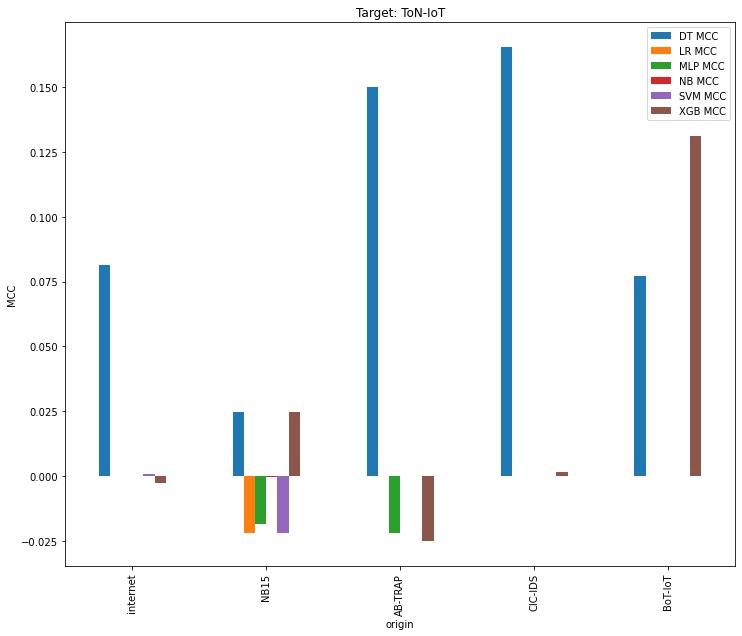 Target: ToN-IoT
DT MCC
LR MCC
MLP MCC
NB MCC
SVM MCC
XGB MCC
0.150
0.125
0.100
0.075
0.050
0.025
0.000
−0.025
MCC
internet
NB15
AB-TRAP
CIC-IDS
BoT-IoT
origin